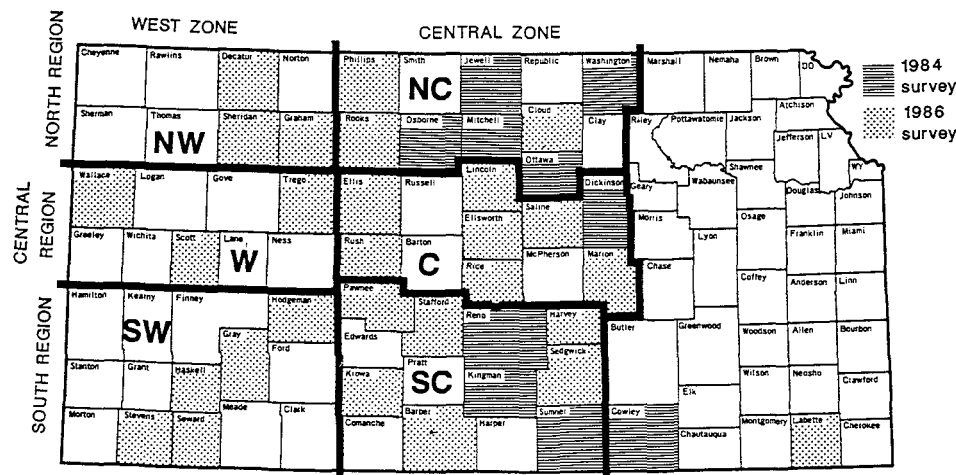 WEST ZONE CENTRAL ZONE
NORTH REGION
CENTRAL REGION
SOUTH REGION
1984 survey
1986 survey
Cheyenne Rawlins Decatur Norton Phillips Smith Jewell Republic Washington Marshall Nemaha Brown DO
NC
Sherman Thomas Sheridan Graham Rooks Osborne Mitchell Cloud Clay Riley Pottawatomie Jackson Atchison
NW
Jefferson LV
Ottawa Shawnee WY
Wallace Logan Gove Trego Ellis Russell Lincoln Dickinson Geary Wabaunsee Douglas Johnson
Saline
Ellsworth Morris Osage
Greeley Wichita Scott Lane Ness Rush Barton McPherson Marion Lyon Franklin Miami
W C
Rice Chase
Coffey Anderson Linn
Hamilton Kearny Finney Hodgeman Pawnee Stafford Reno Harvey Butler Greenwood
SW
Gray Edwards Woodson Allen Bourbon
Ford Sedgwick
Stanton Grant Haskell Kiowa Pratt Kingman Elk Wilson Neosho Crawford
SC
Morton Stevens Seward Meade Clark Comanche Barber Harper Sumner Cowley Chautauqua Montgomery Labette Cherokee